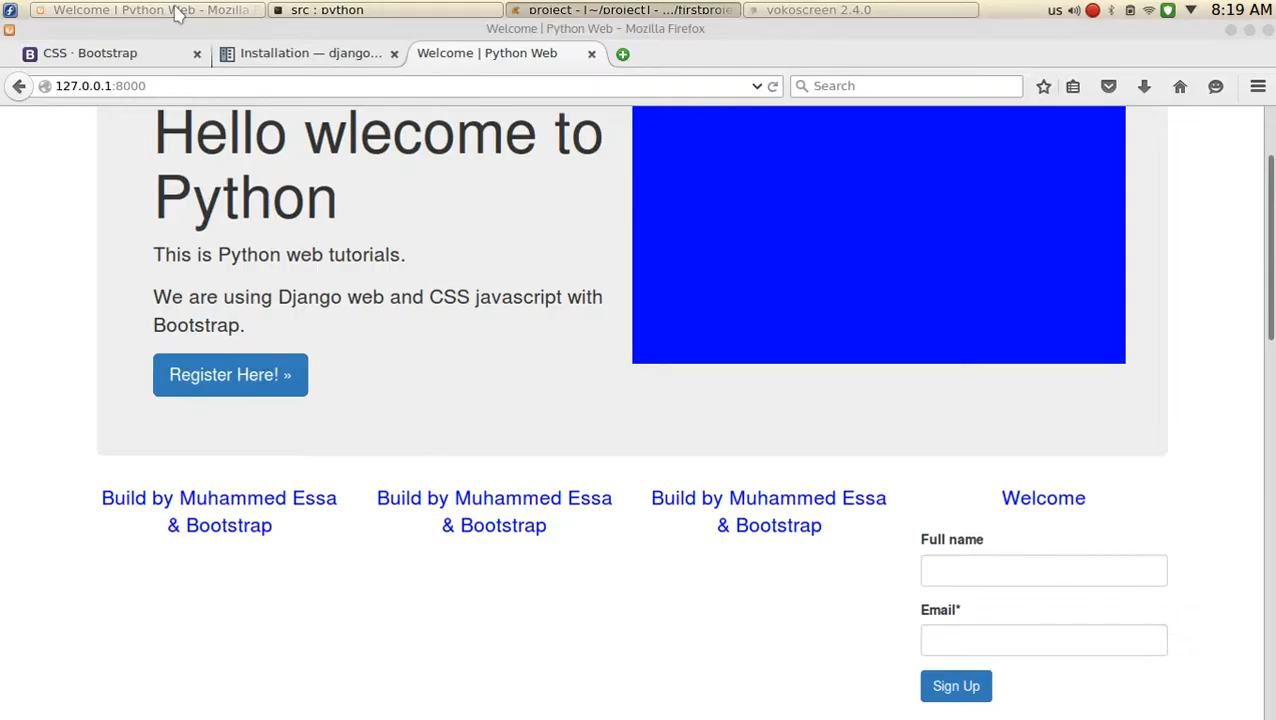 Welcome | Python Web - Mozilla F
src : python
project - [~/project] - .../firstproje
vokoscreen 2.4.0
us
8:19 AM
Welcome | Python Web - Mozilla Firefox
B CSS · Bootstrap
Installation — django...
Welcome | Python Web
127.0.0.1:8000
Search
Hello wlecome to
Python
This is Python web tutorials.
We are using Django web and CSS javascript with
Bootstrap.
Register Here! »
Build by Muhammed Essa
& Bootstrap
Build by Muhammed Essa
& Bootstrap
Build by Muhammed Essa
& Bootstrap
Welcome
Full name
Email*
Sign Up